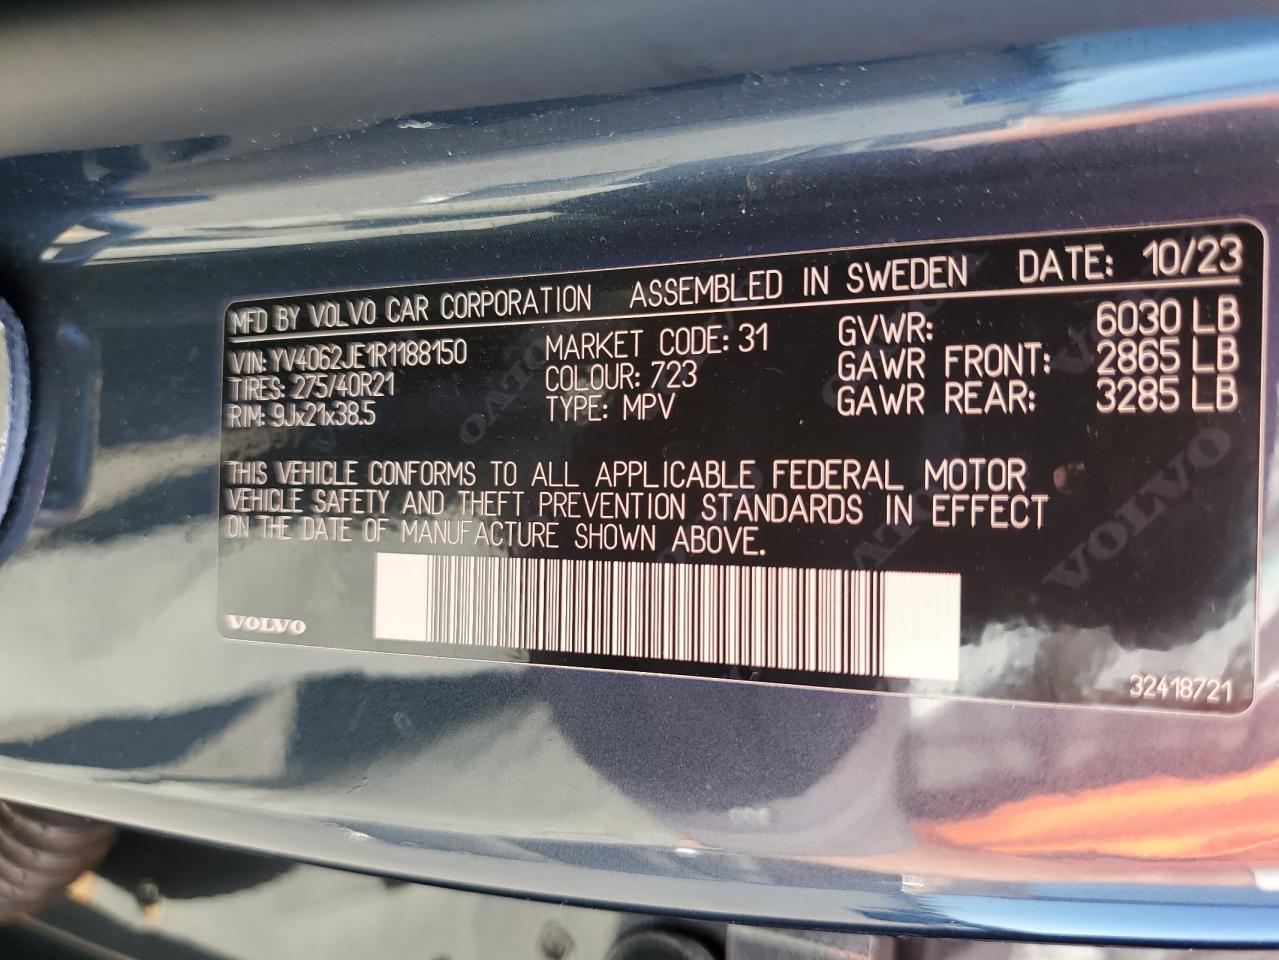 MFD BY VOLVO CAR CORPORATION ASSEMBLED IN SWEDEN DATE: 10/23
VIN: YV4062JE1R1188150 MARKET CODE: 31 GVWR: 6030 LB
TIRES: 275/40R21 COLOUR: 723 GAWR FRONT: 2865 LB
RIM: 9Jx21x38.5 TYPE: MPV GAWR REAR: 3285 LB
THIS VEHICLE CONFORMS TO ALL APPLICABLE FEDERAL MOTOR
VEHICLE SAFETY AND THEFT PREVENTION STANDARDS IN EFFECT
ON THE DATE OF MANUFACTURE SHOWN ABOVE.
VOLVO
32418721